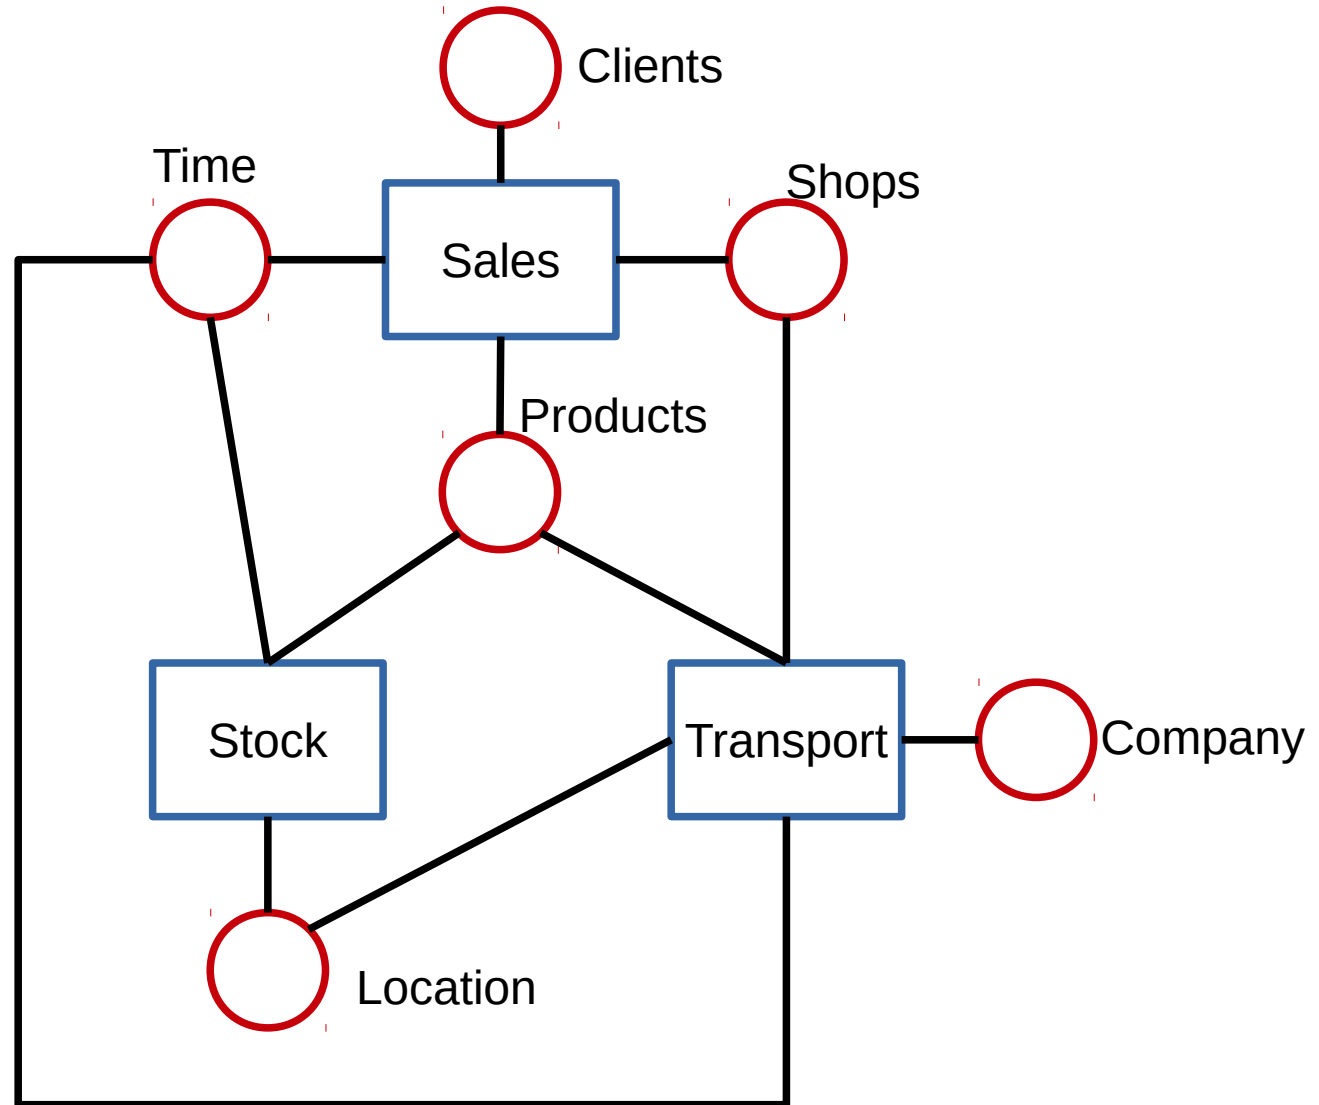 Clients
Time
Shops
Sales
Products
Stock
Transport
Company
Location